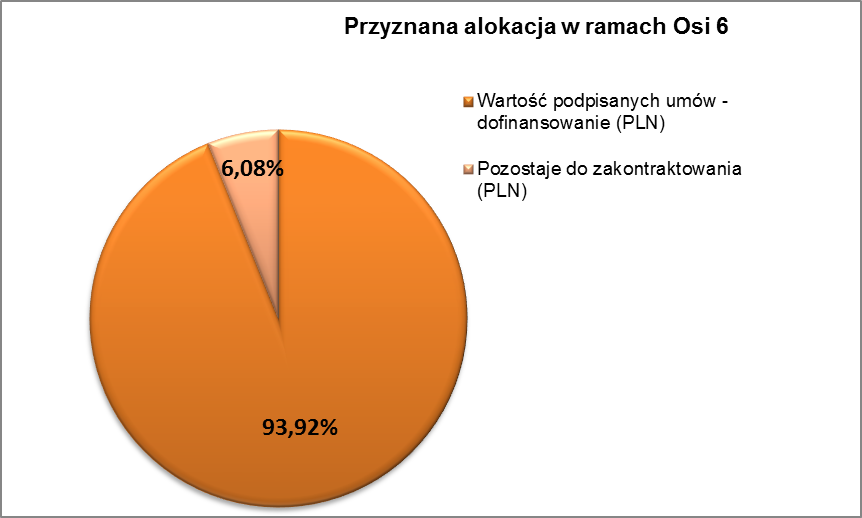 Przyznana alokacja w ramach Osi 6
Wartość podpisanych umów -
dofinansowanie (PLN)
Pozostaje do zakontraktowania
(PLN)
6,08%
93,92%